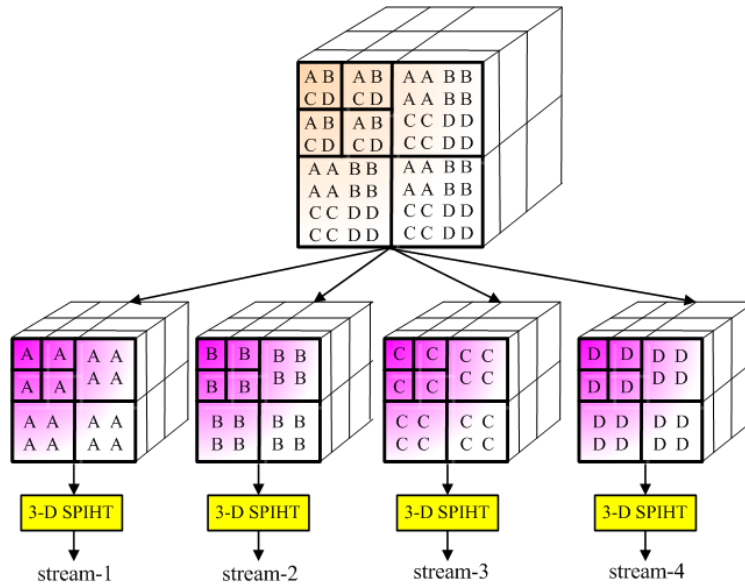 A B A B A A B B
C D C D A A B B
A B A B C C D D
C D C D C C D D
A A B B A A B B
A A B B A A B B
C C D D C C D D
C C D D C C D D
A A A A
A A A A
A A A A
A A A A
B B B B
B B B B
B B B B
B B B B
C C C C
C C C C
C C C C
C C C C
D D D D
D D D D
D D D D
D D D D
3-D SPIHT 3-D SPIHT 3-D SPIHT 3-D SPIHT
stream-1 stream-2 stream-3 stream-4